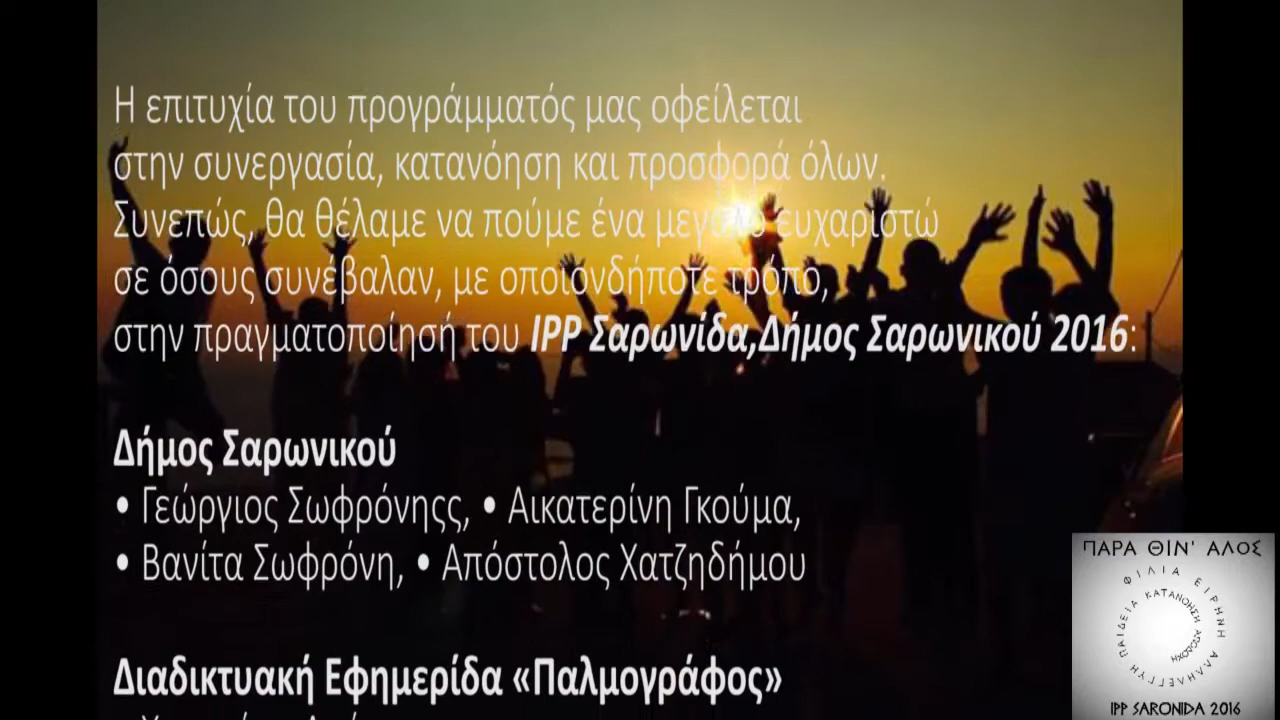 Η επιτυχία του προγράμματός μας οφείλεται
στην συνεργασία, κατανόηση και προσφορά όλων.
Συνεπώς, θα θέλαμε να πούμε ένα μεγάλο ευχαριστώ
σε όσους συνέβαλαν, με οποιονδήποτε τρόπο,
στην πραγματοποίησή του IPP Σαρωνίδα,Δήμος Σαρωνικού 2016:
Δήμος Σαρωνικού
• Γεώργιος Σωφρόνηςς, • Αικατερίνη Γκούμα,
• Βανίτα Σωφρόνη, • Απόστολος Χατζηδήμου
Διαδικτυακή Εφημερίδα «Παλμογράφος»
ΠΑΡΑ ΘΙΝ' ΑΛΟΣ
ΦΙΛΙΑ ΕΙΡΗΝΗ ΑΛΛΗΛΕΓΓΥΗ ΠΑΙΔΕΙΑ
ΚΑΤΑΝΟΗΣΗ ΑΠΟΔΟΧΗ
IPP SARONIDA 2016